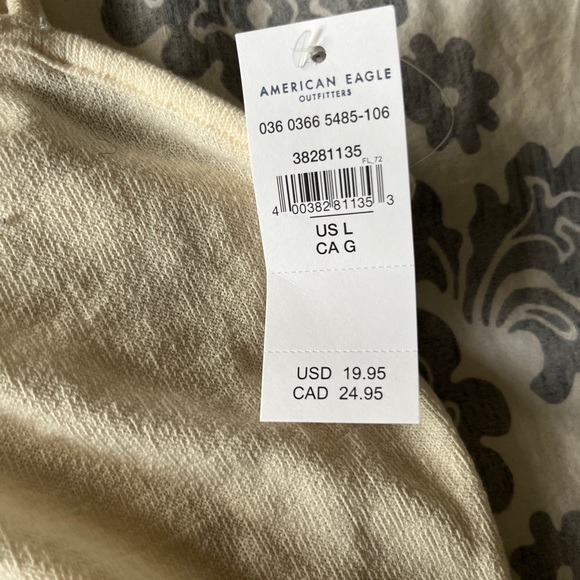 AMERICAN EAGLE
OUTFITTERS
036 0366 5485-106
38281135
FL_72
4 00382 81135 3
US L
CA G
USD 19.95
CAD 24.95